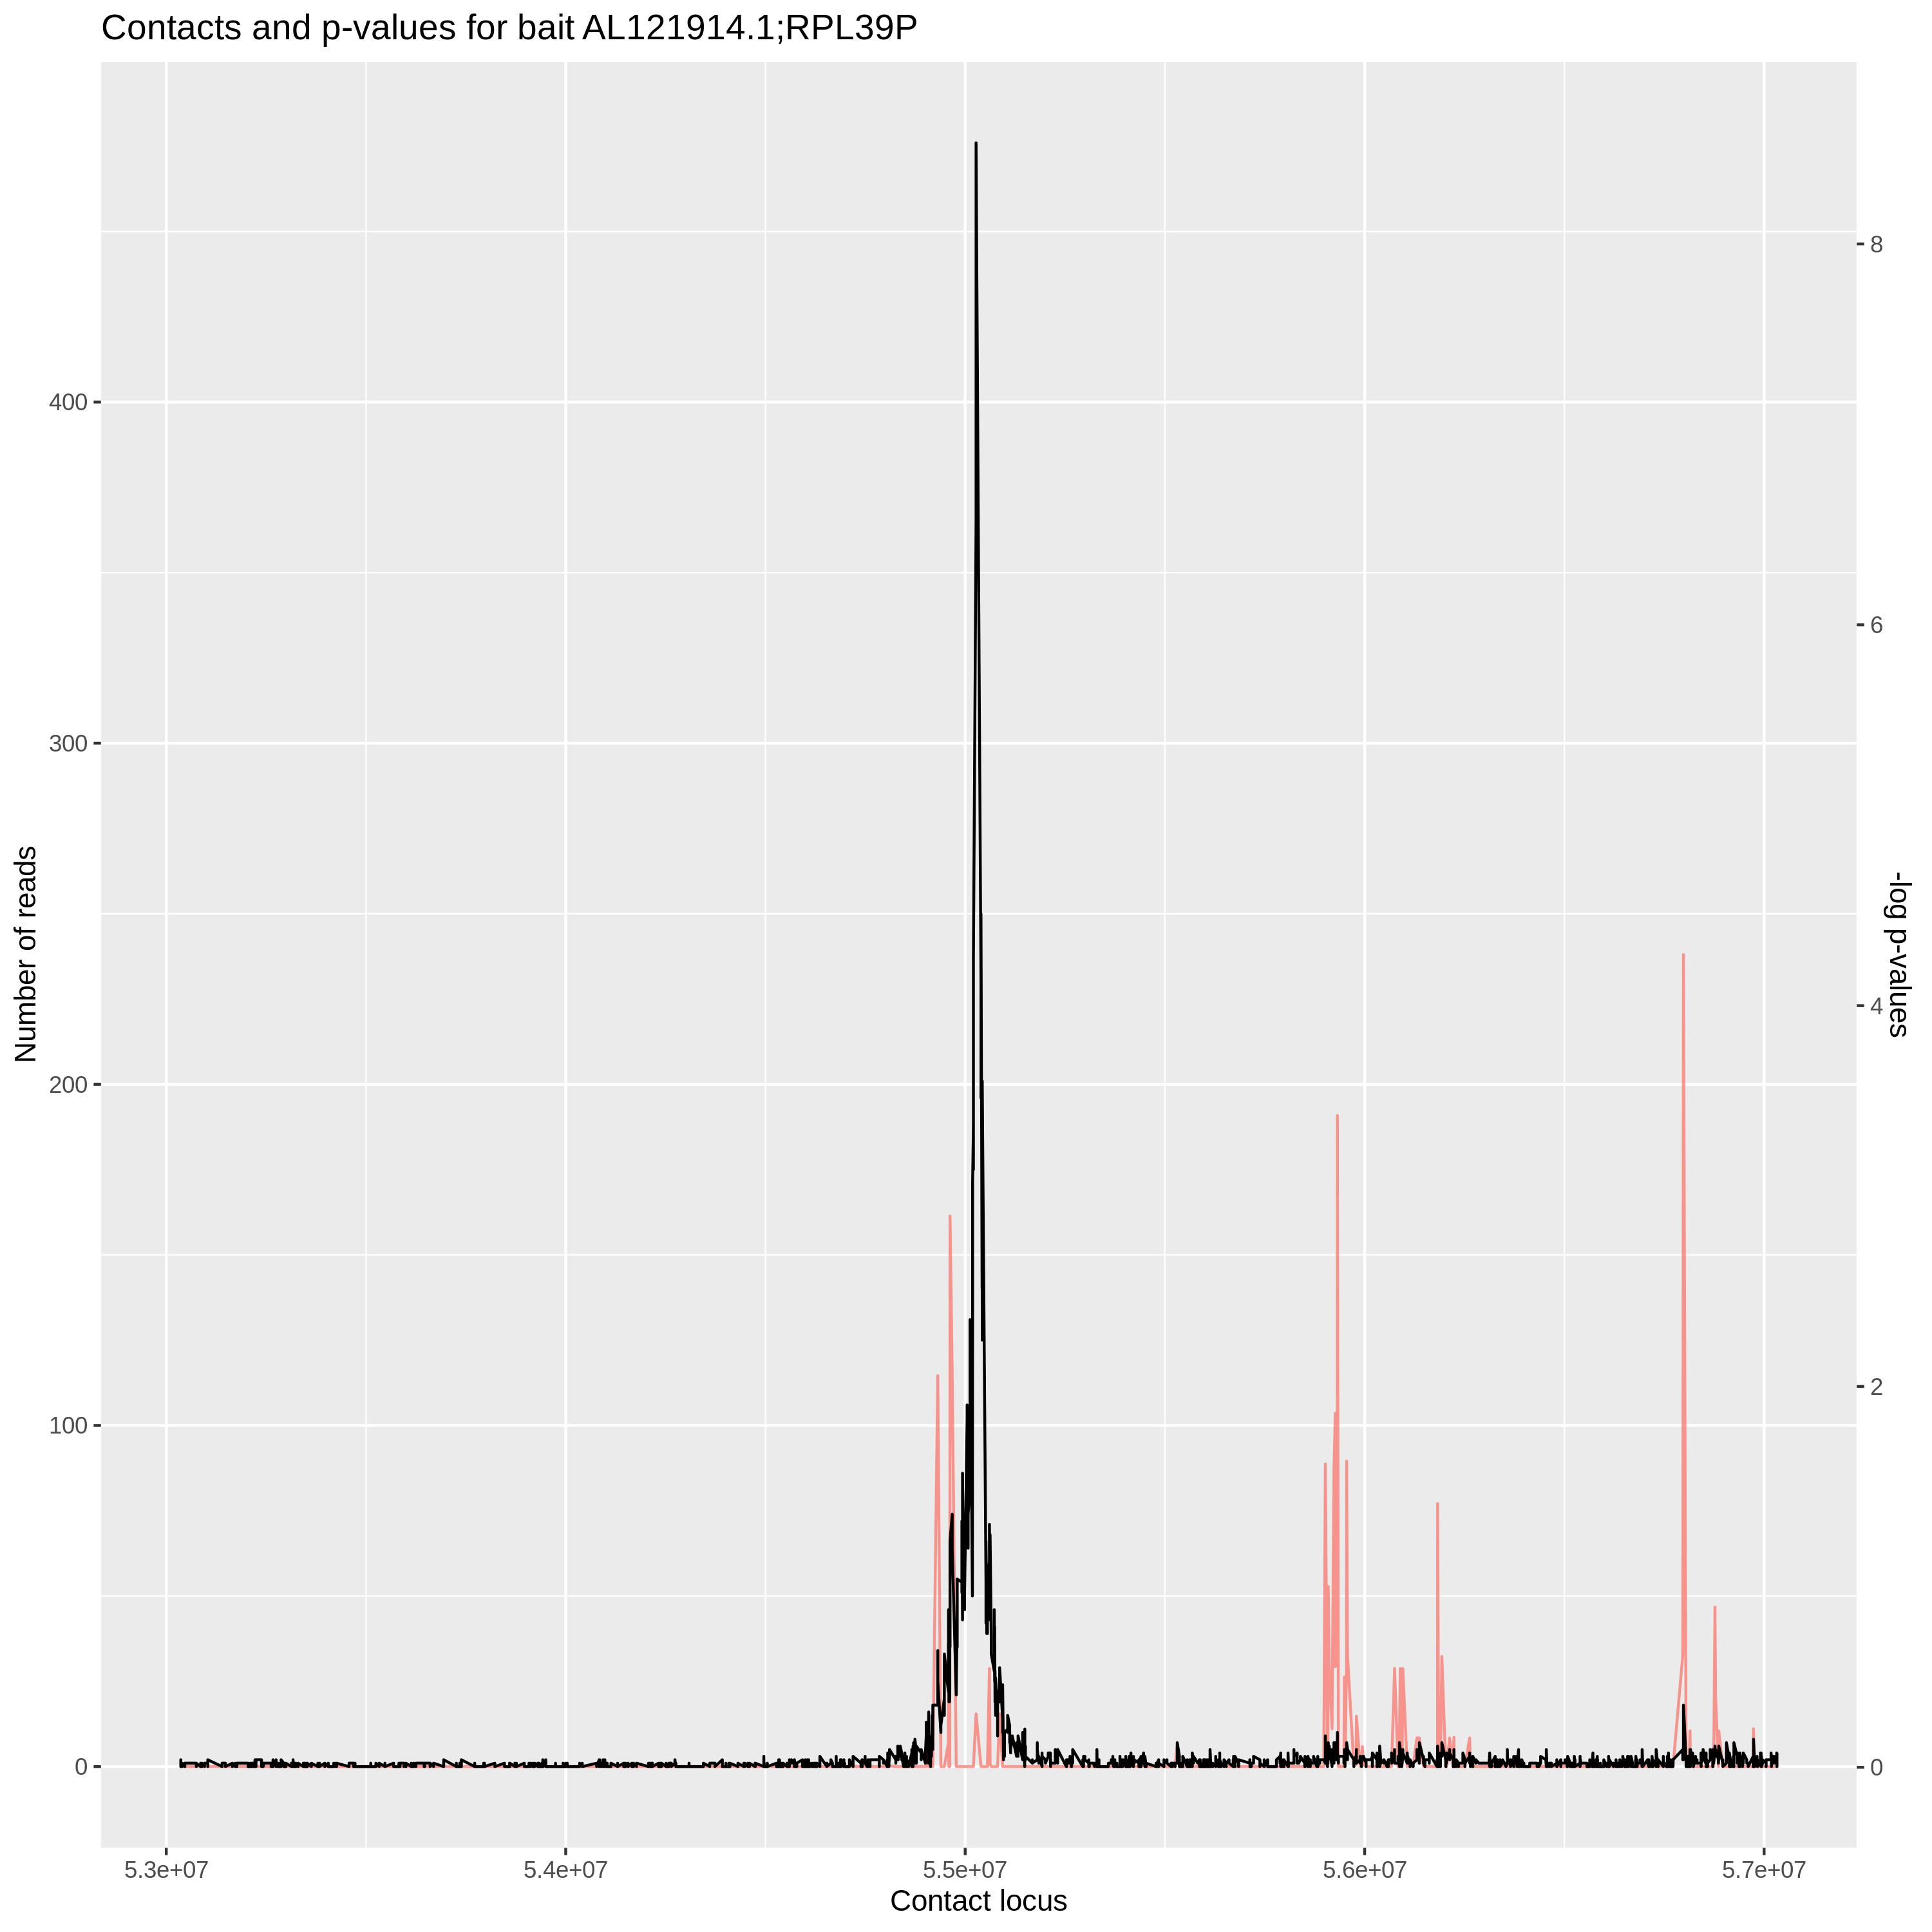 Contacts and p-values for bait AL121914.1;RPL39P
Number of reads
400
300
200
100
0
8
6
4
2
0
-log p-values
5.3e+07
5.4e+07
5.5e+07
5.6e+07
5.7e+07
Contact locus